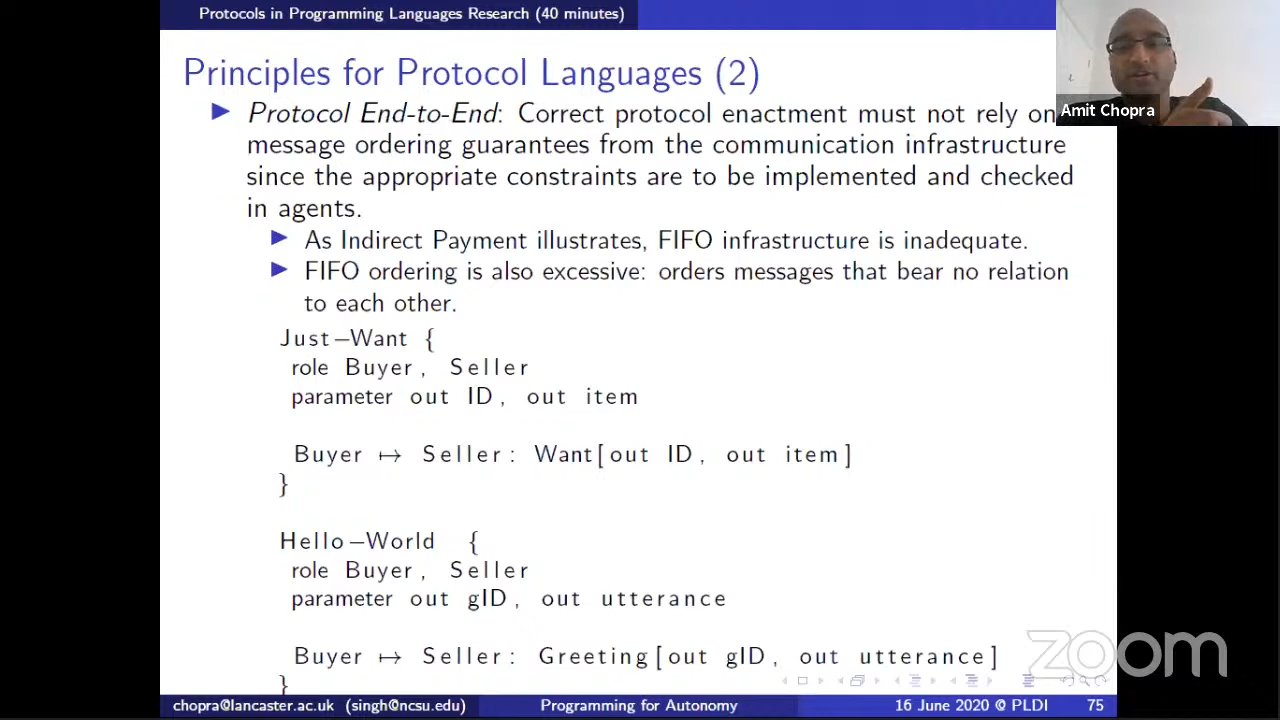 Protocols in Programming Languages Research (40 minutes)
Principles for Protocol Languages (2)
Amit Chopra
Protocol End-to-End: Correct protocol enactment must not rely on
message ordering guarantees from the communication infrastructure
since the appropriate constraints are to be implemented and checked
in agents.
As Indirect Payment illustrates, FIFO infrastructure is inadequate.
FIFO ordering is also excessive: orders messages that bear no relation
to each other.
Just−Want {
role Buyer, Seller
parameter out ID, out item
Buyer ↦ Seller: Want[out ID, out item]
}
Hello−World {
role Buyer, Seller
parameter out gID, out utterance
Buyer ↦ Seller: Greeting[out gID, out utterance]
}
zoom
chopra@lancaster.ac.uk (singh@ncsu.edu) Programming for Autonomy 16 June 2020 @ PLDI 75